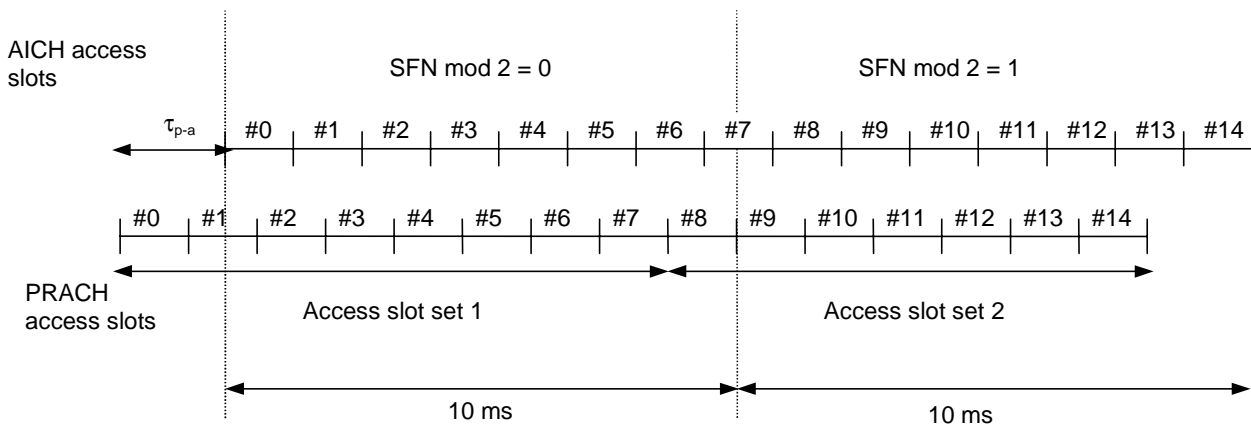 AICH access
slots
SFN mod 2 = 0
SFN mod 2 = 1
τp-a
#0 #1 #2 #3 #4 #5 #6 #7 #8 #9 #10 #11 #12 #13 #14
#0 #1 #2 #3 #4 #5 #6 #7 #8 #9 #10 #11 #12 #13 #14
PRACH
access slots
Access slot set 1
Access slot set 2
10 ms
10 ms